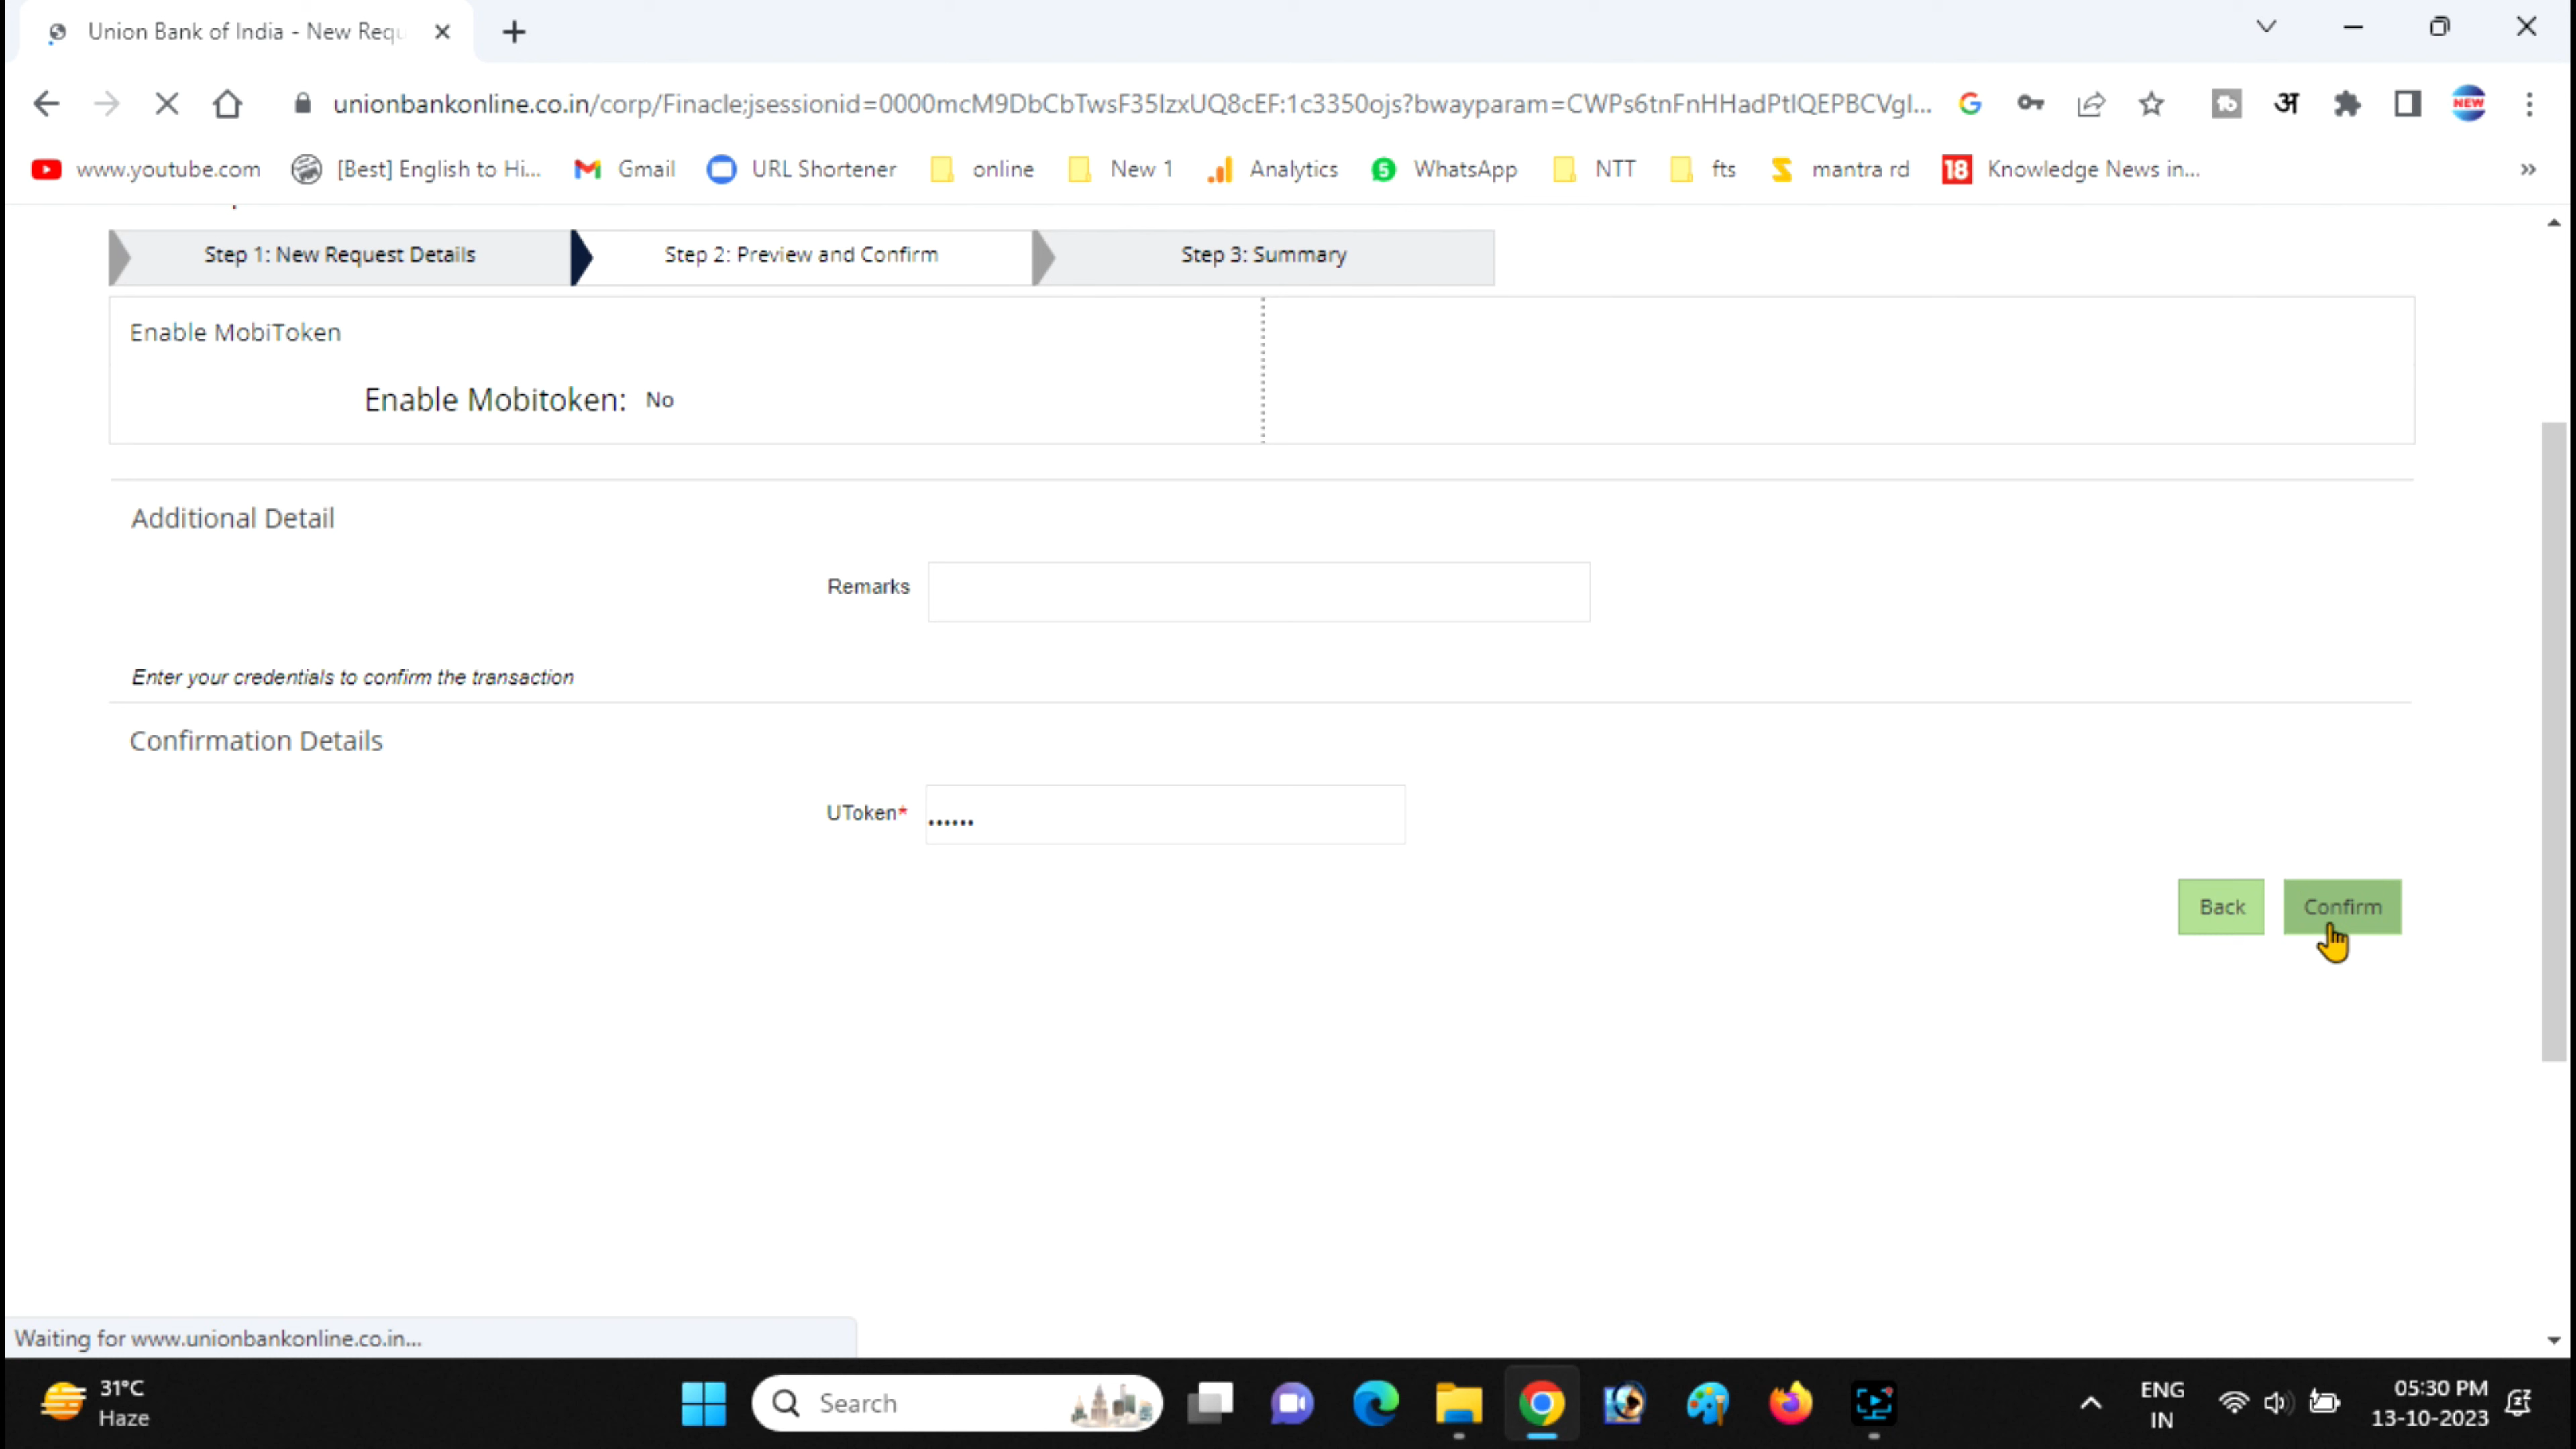 Union Bank of India - New Requ
unionbankonline.co.in/corp/Finacle;jsessionid=0000mcM9DbCbTwsF35IzxUQ8cEF:1c3350ojs?bwayparam=CWPs6tnFnHHadPtlQEPBCVgl...
अ
NEW
www.youtube.com
[Best] English to Hi...
Gmail
URL Shortener
online
New 1
Analytics
5
WhatsApp
NTT
fts
mantra rd
18
Knowledge News in...
Step 1: New Request Details
Step 2: Preview and Confirm
Step 3: Summary
Enable MobiToken
Enable Mobitoken: No
Additional Detail
Remarks
Enter your credentials to confirm the transaction
Confirmation Details
UToken* ••••••
Back
Confirm
Waiting for www.unionbankonline.co.in...
31°C
Haze
Search
ENG
IN
05:30 PM
13-10-2023